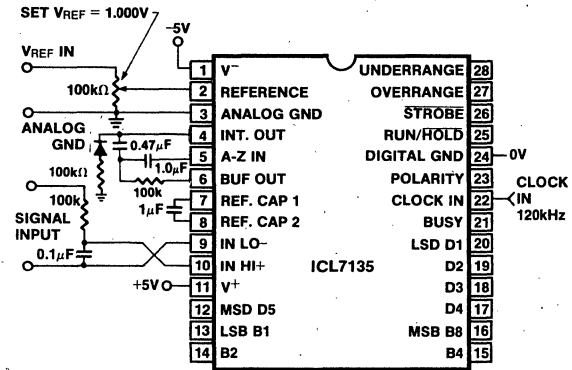 SET VREF = 1.000V
-5V
VREF IN
100kΩ
ANALOG GND
0.47µF
1.0µF
100kΩ
100k
100k
1µF
SIGNAL INPUT
0.1µF
+5V
1 V⁻
2 REFERENCE
3 ANALOG GND
4 INT. OUT
5 A-Z IN
6 BUF OUT
7 REF. CAP 1
8 REF. CAP 2
9 IN LO-
10 IN HI+
11 V⁺
12 MSD D5
13 LSB B1
14 B2
ICL7135
UNDERRANGE 28
OVERRANGE 27
STROBE 26
RUN/HOLD 25
DIGITAL GND 24 0V
POLARITY 23
CLOCK IN 22
CLOCK IN 120kHz
BUSY 21
LSD D1 20
D2 19
D3 18
D4 17
MSB B8 16
B4 15